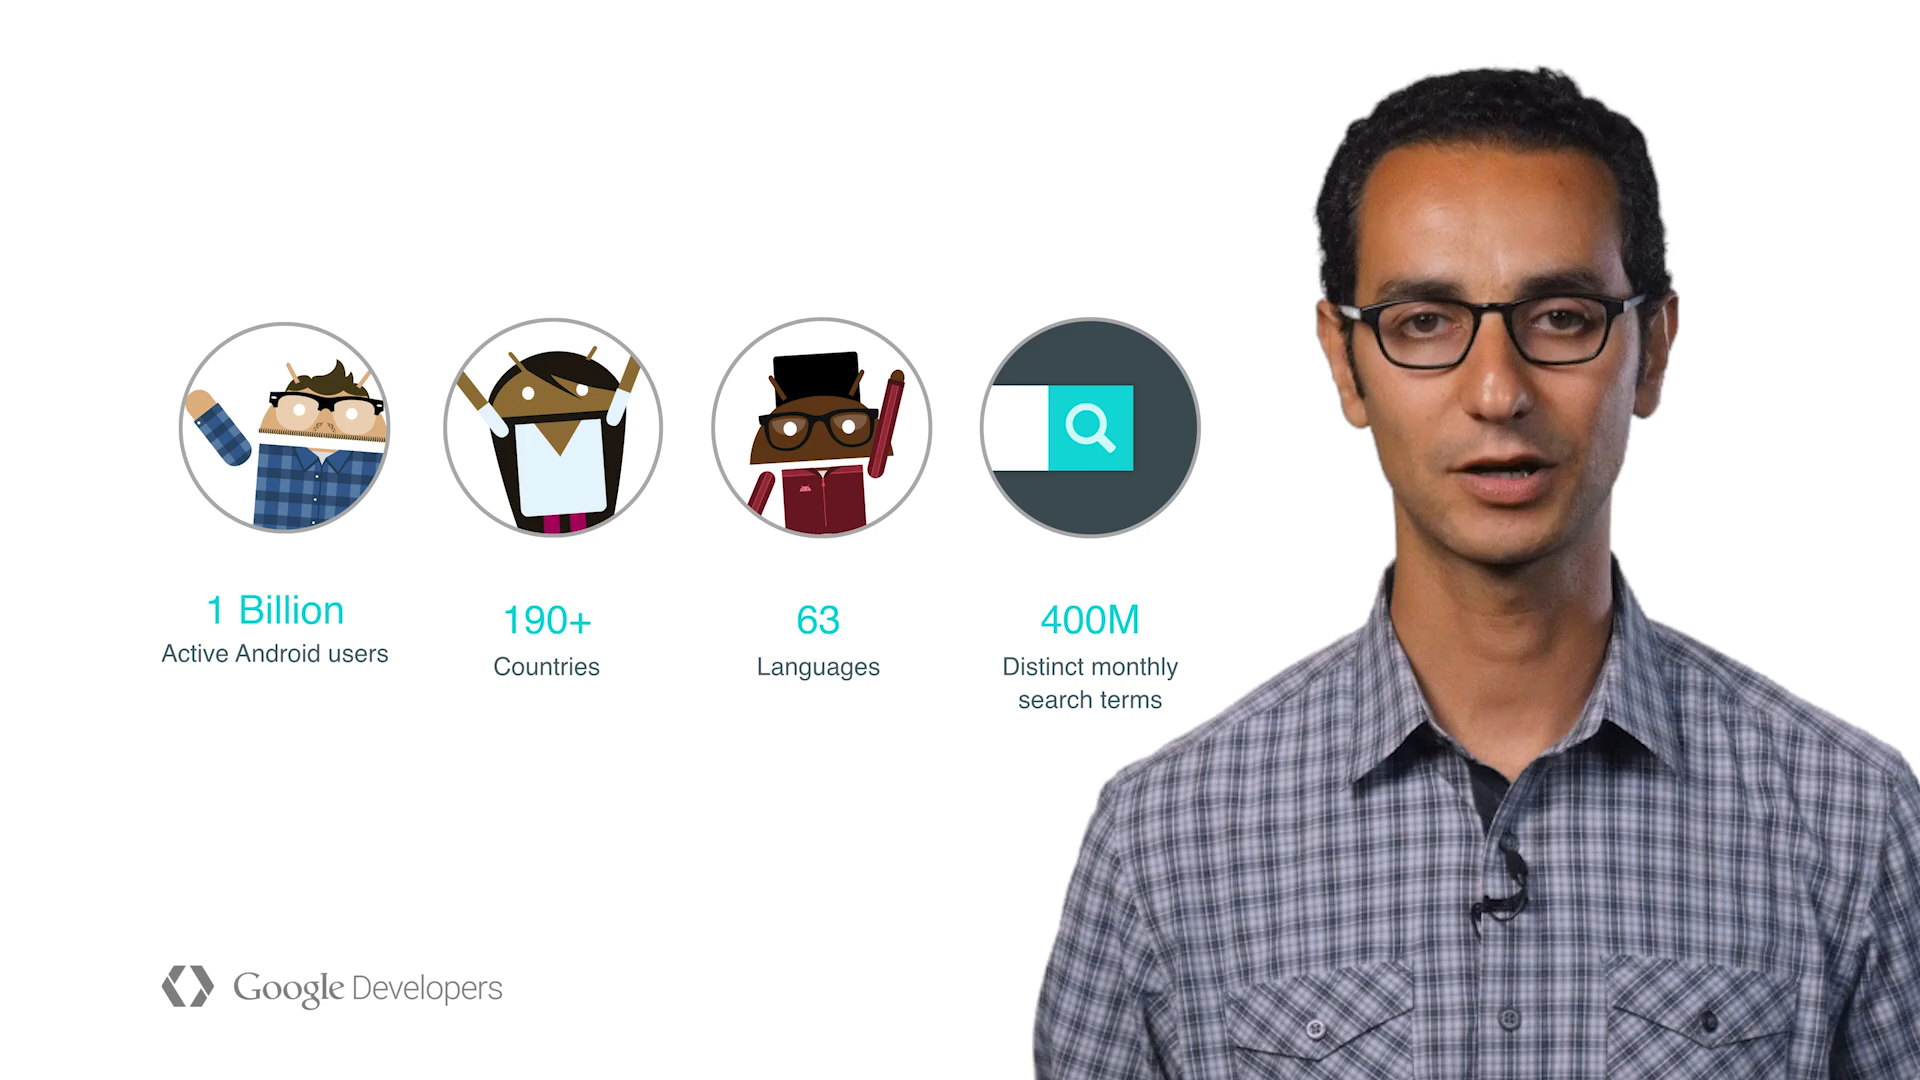 1 Billion
Active Android users
190+
Countries
63
Languages
400M
Distinct monthly
search terms
Google Developers